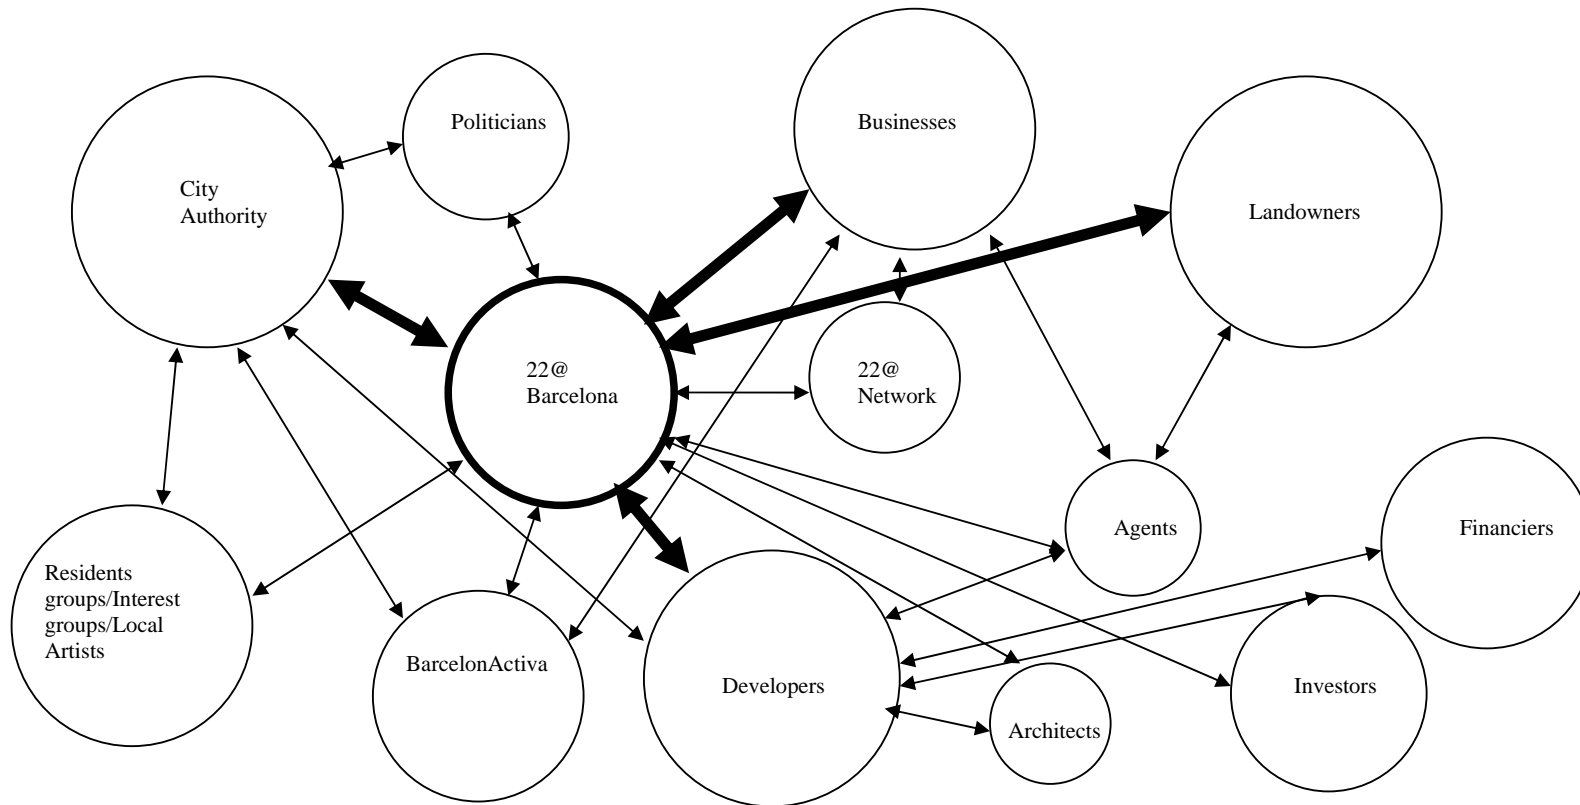 Politicians
Businesses
City
Authority
Landowners
22@
Barcelona
22@
Network
Agents
Financiers
Residents
groups/Interest
groups/Local
Artists
BarcelonActiva
Developers
Architects
Investors